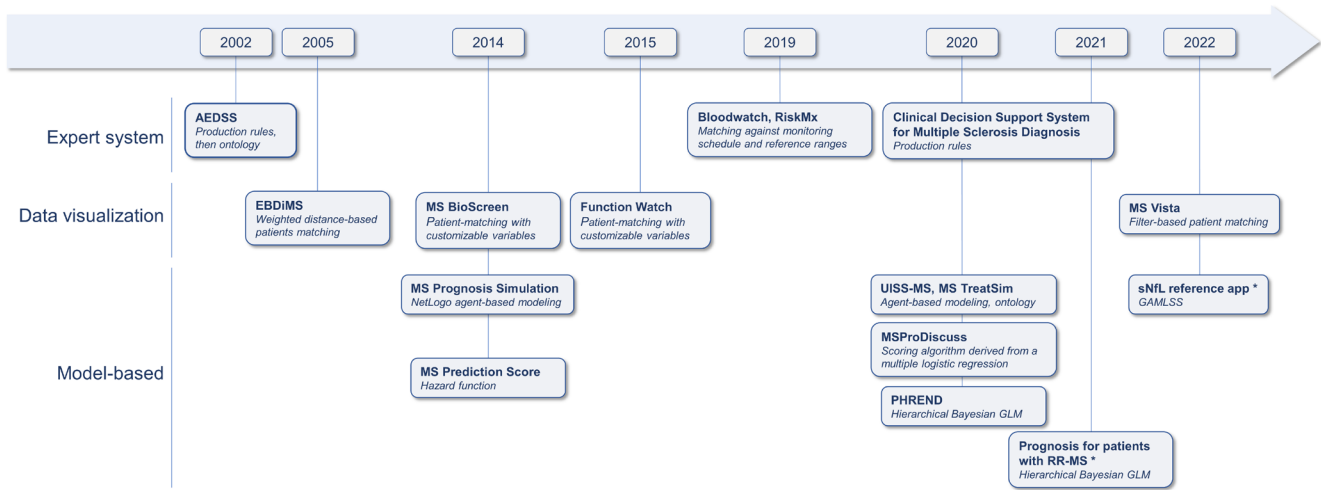 2002
2005
2014
2015
2019
2020
2021
2022
Expert system
AEDSS
Production rules,
then ontology
Bloodwatch, RiskMx
Matching against monitoring
schedule and reference ranges
Clinical Decision Support System
for Multiple Sclerosis Diagnosis
Production rules
Data visualization
EBDiMS
Weighted distance-based
patients matching
MS BioScreen
Patient-matching with
customizable variables
Function Watch
Patient-matching with
customizable variables
MS Vista
Filter-based patient matching
Model-based
MS Prognosis Simulation
NetLogo agent-based modeling
MS Prediction Score
Hazard function
UISS-MS, MS TreatSim
Agent-based modeling, ontology
MSProDiscuss
Scoring algorithm derived from a
multiple logistic regression
PHREND
Hierarchical Bayesian GLM
Prognosis for patients
with RR-MS *
Hierarchical Bayesian GLM
sNfL reference app *
GAMLSS